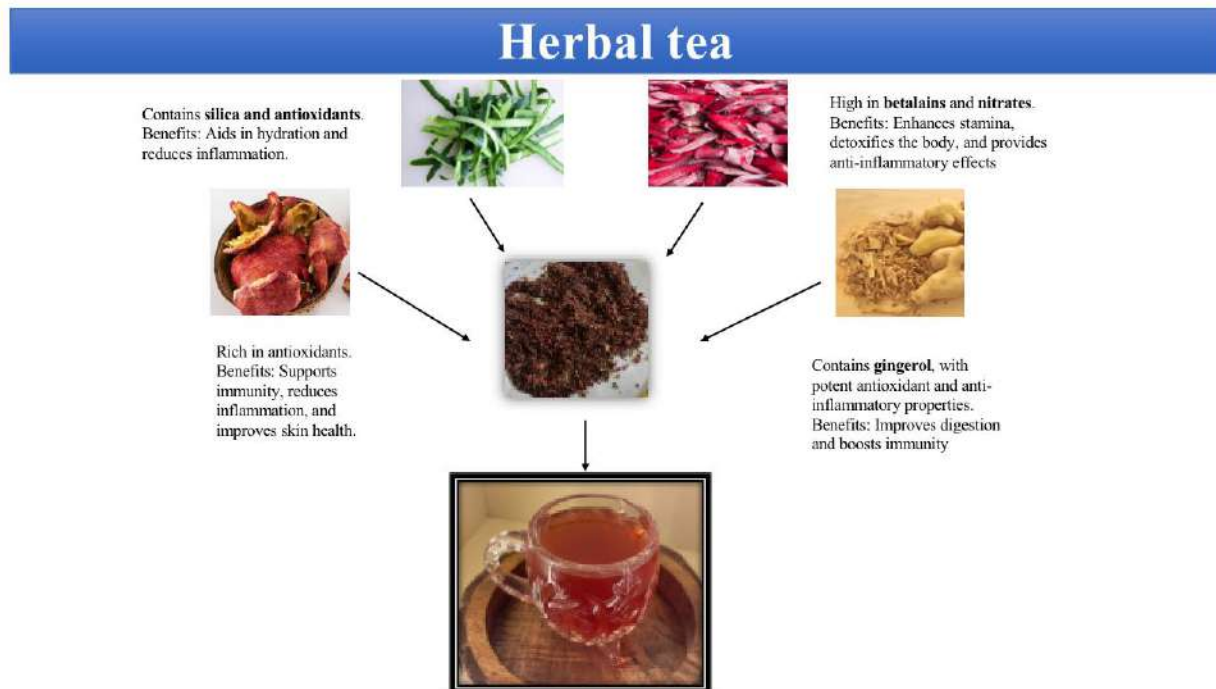 Herbal tea
Contains silica and antioxidants.
Benefits: Aids in hydration and
reduces inflammation.
High in betalains and nitrates.
Benefits: Enhances stamina,
detoxifies the body, and provides
anti-inflammatory effects
Rich in antioxidants.
Benefits: Supports
immunity, reduces
inflammation, and
improves skin health.
Contains gingerol, with
potent antioxidant and anti-
inflammatory properties.
Benefits: Improves digestion
and boosts immunity